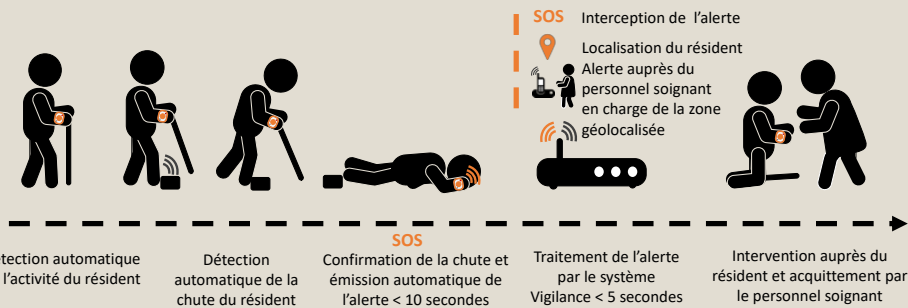 SOS Interception de l'alerte
Localisation du résident
Alerte auprès du
personnel soignant
en charge de la zone
géolocalisée
tection automatique
l'activité du résident
Détection
automatique de la
chute du résident
SOS
Confirmation de la chute et
émission automatique de
l'alerte < 10 secondes
Traitement de l'alerte
par le système
Vigilance < 5 secondes
Intervention auprès du
résident et acquittement par
le personnel soignant